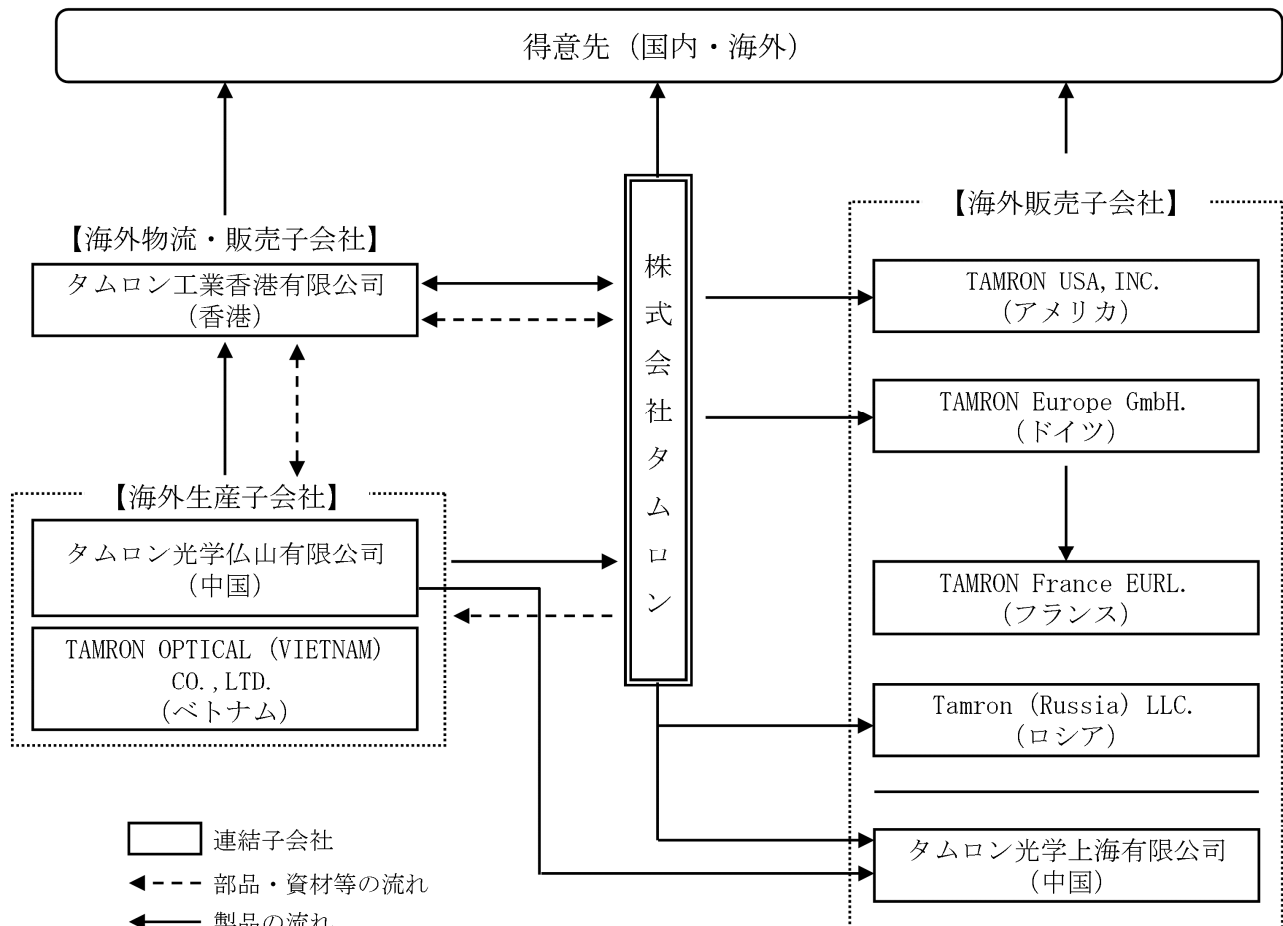 得意先（国内・海外）
【海外物流・販売子会社】
タムロン工業香港有限公司
（香港）
【海外生産子会社】
タムロン光学仏山有限公司
（中国）
TAMRON OPTICAL (VIETNAM)
CO.,LTD.
（ベトナム）
株式会社タムロン
【海外販売子会社】
TAMRON USA,INC.
（アメリカ）
TAMRON Europe GmbH.
（ドイツ）
TAMRON France EURL.
（フランス）
Tamron (Russia) LLC.
（ロシア）
タムロン光学上海有限公司
（中国）
連結子会社
部品・資材等の流れ
製品の流れ